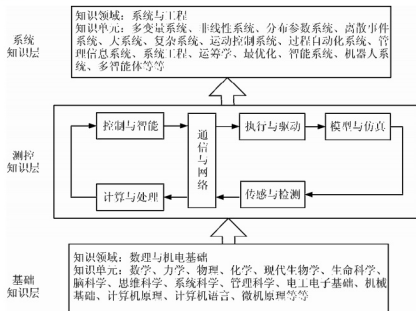 系统
知识层
知识领域：系统与工程
知识单元：多变量系统、非线性系统、分布参数系统、离散事件
系统、大系统、复杂系统、运动控制系统、过程自动化系统、管
理信息系统、系统工程、运筹学、最优化、智能系统、机器人系
统、多智能体等等
测控
知识层
控制与智能
通信与网络
执行与驱动
模型与仿真
计算与处理
传感与检测
基础
知识层
知识领域：数理与机电基础
知识单元：数学、力学、物理、化学、现代生物学、生命科学、
脑科学、思维科学、系统科学、管理科学、电工电子基础、机械
基础、计算机原理、计算机语言、微机原理等等